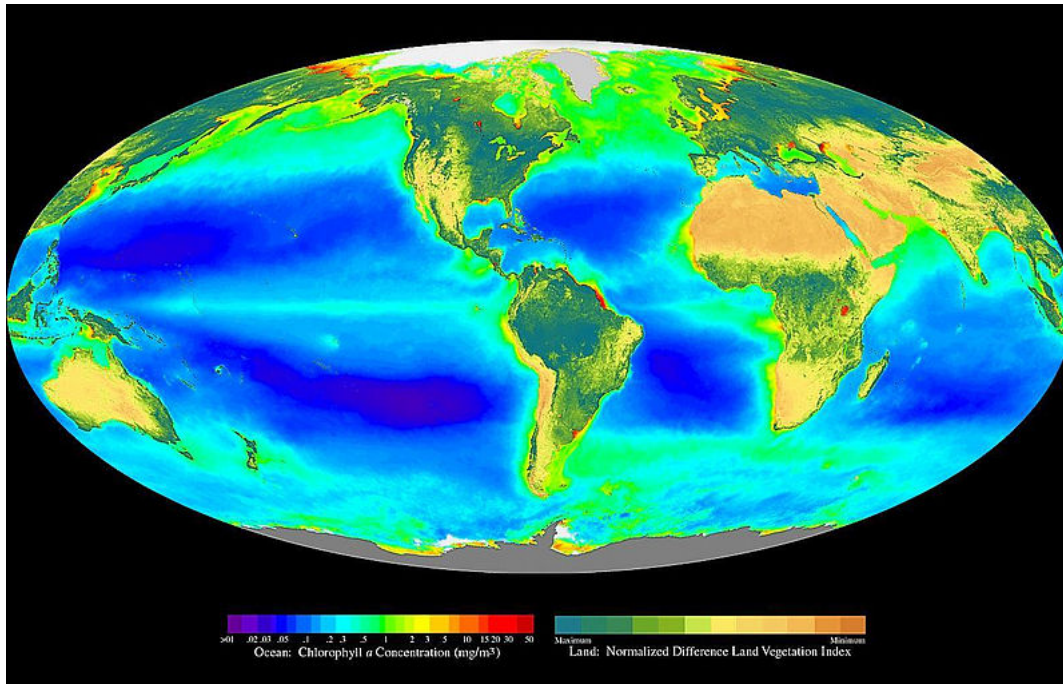 >01 .02 .03 .05 .1 .2 .3 .5 1 2 3 5 10 15 20 30 50
Maximum Minimum
Ocean: Chlorophyll a Concentration (mg/m³)
Land: Normalized Difference Land Vegetation Index